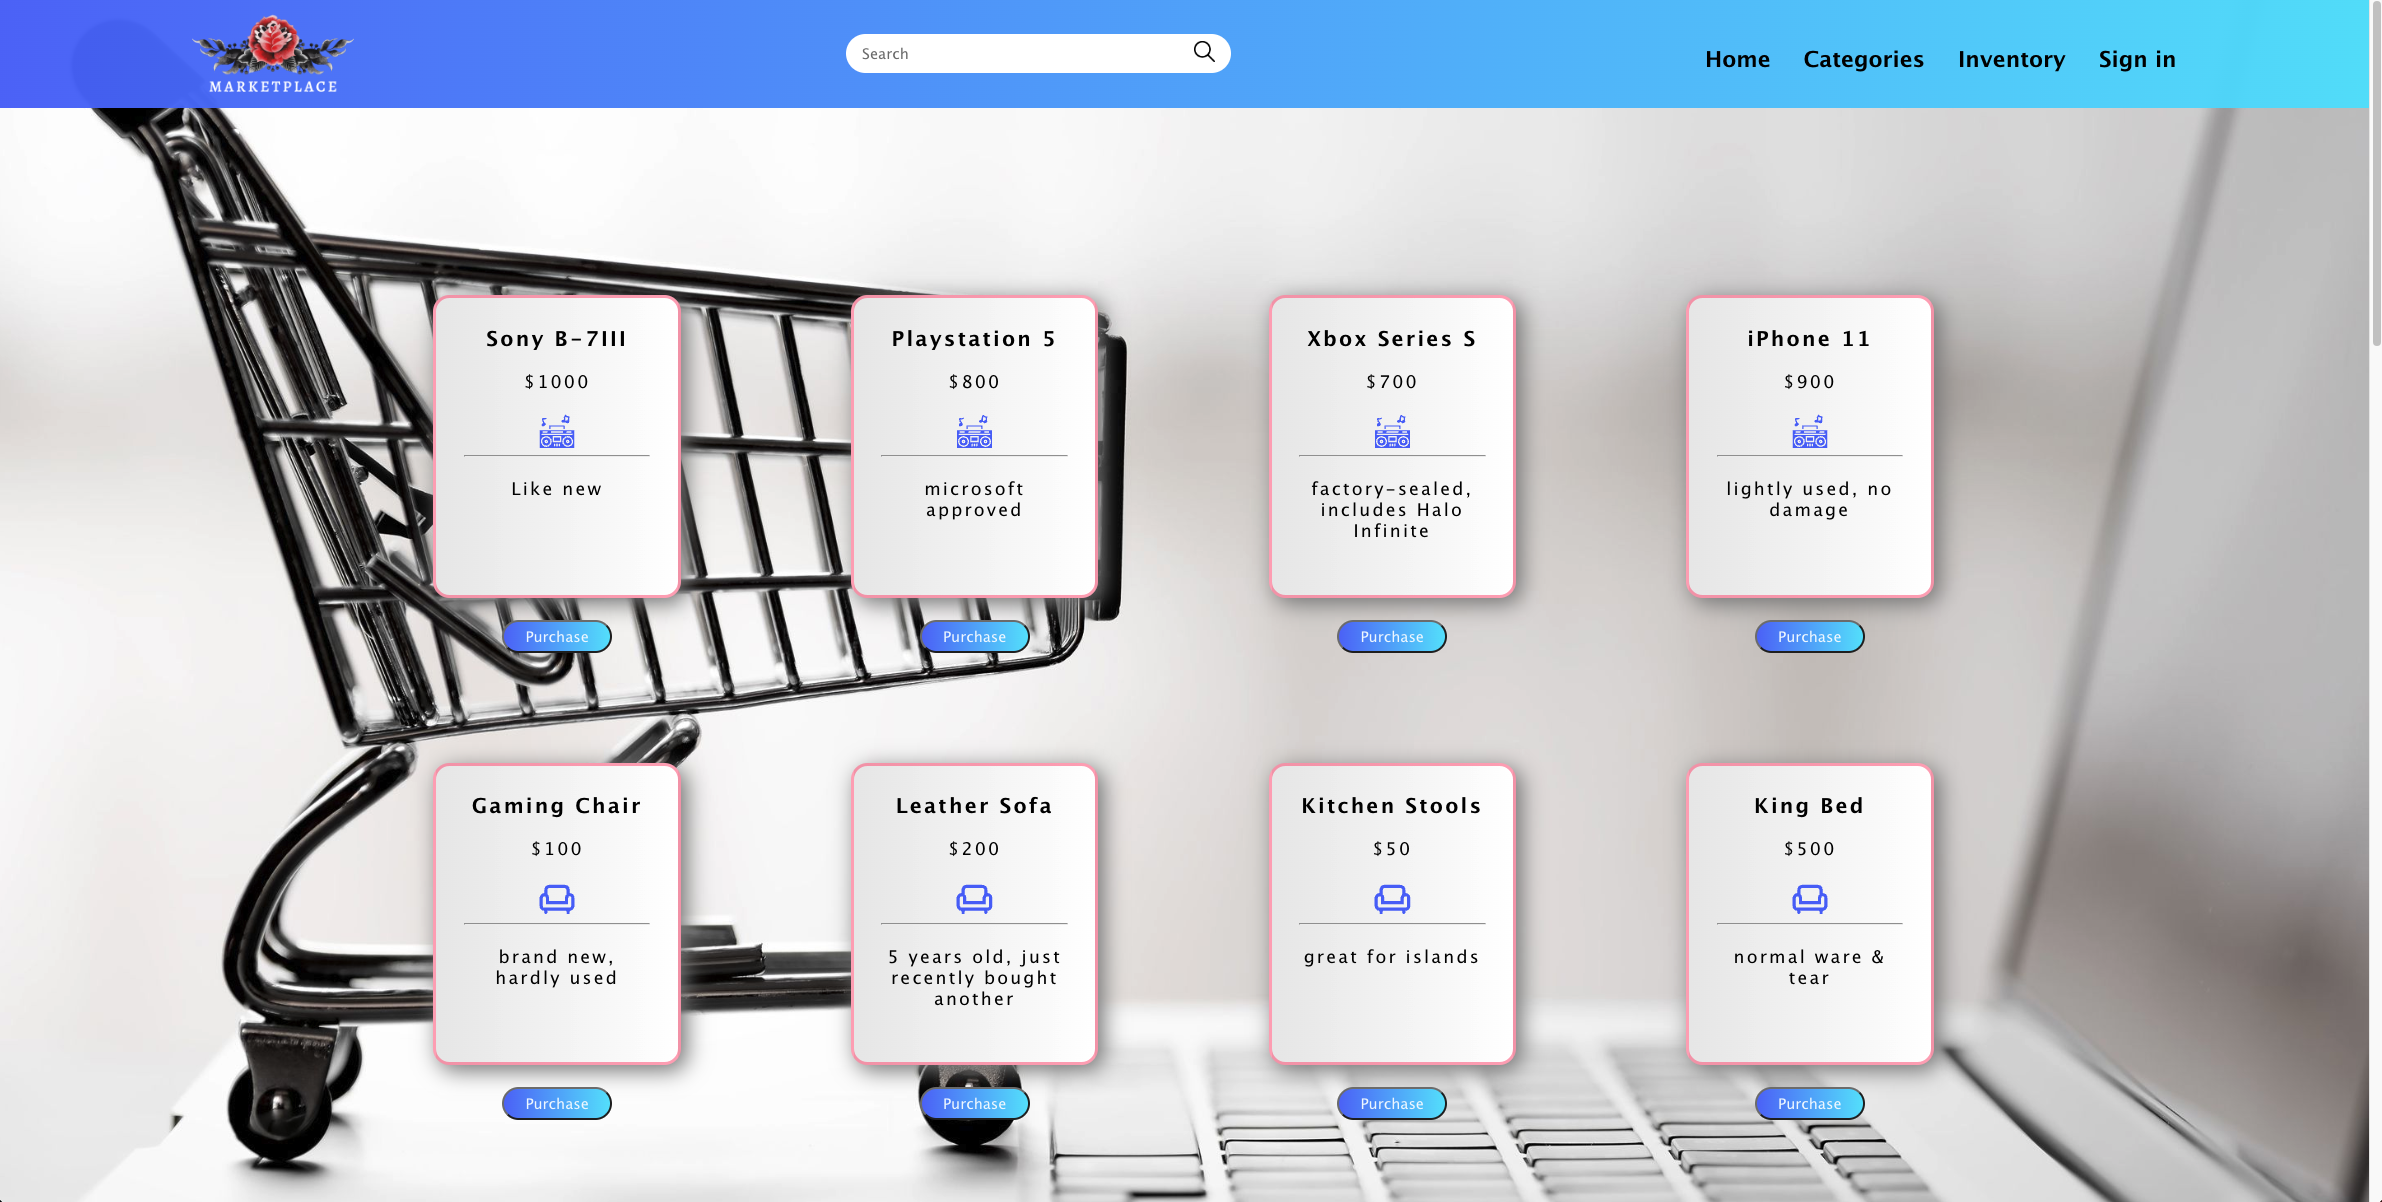 MARKETPLACE
Search
Home Categories Inventory Sign in
Sony B-7III
$1000
Like new
Purchase
Playstation 5
$800
microsoft
approved
Purchase
Xbox Series S
$700
factory-sealed,
includes Halo
Infinite
Purchase
iPhone 11
$900
lightly used, no
damage
Purchase
Gaming Chair
$100
brand new,
hardly used
Purchase
Leather Sofa
$200
5 years old, just
recently bought
another
Purchase
Kitchen Stools
$50
great for islands
Purchase
King Bed
$500
normal ware &
tear
Purchase